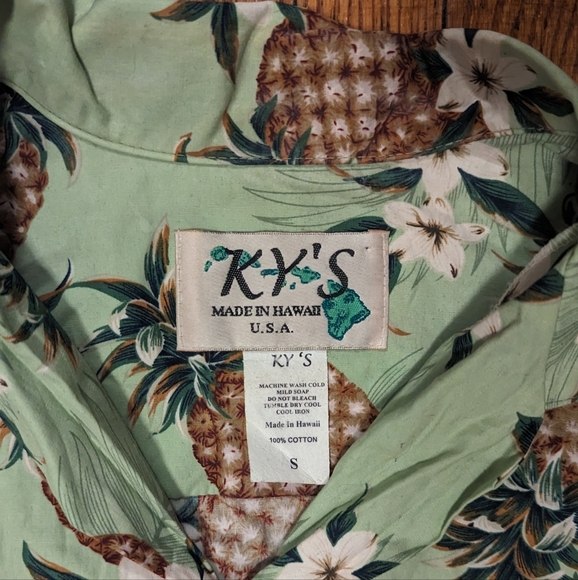 KY'S
MADE IN HAWAII
U.S.A.
KY 'S
MACHINE WASH COLD
MILD SOAP
DO NOT BLEACH
TUMBLE DRY COOL
COOL IRON
Made in Hawaii
100% COTTON
S